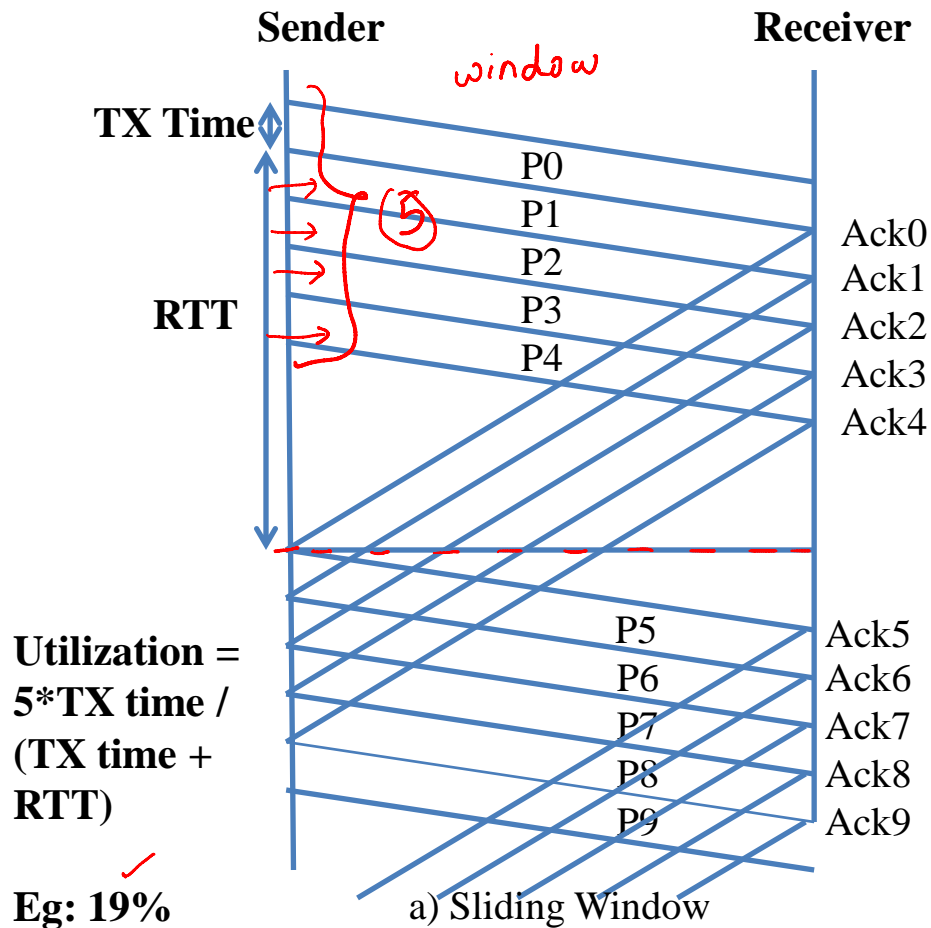 Sender
Receiver
window
TX Time
P0
P1
5
Ack0
P2
Ack1
RTT
P3
Ack2
P4
Ack3
Ack4
P5
Ack5
Utilization =
5*TX time /
(TX time +
RTT)
P6
Ack6
P7
Ack7
P8
Ack8
P9
Ack9
Eg: 19%
a) Sliding Window